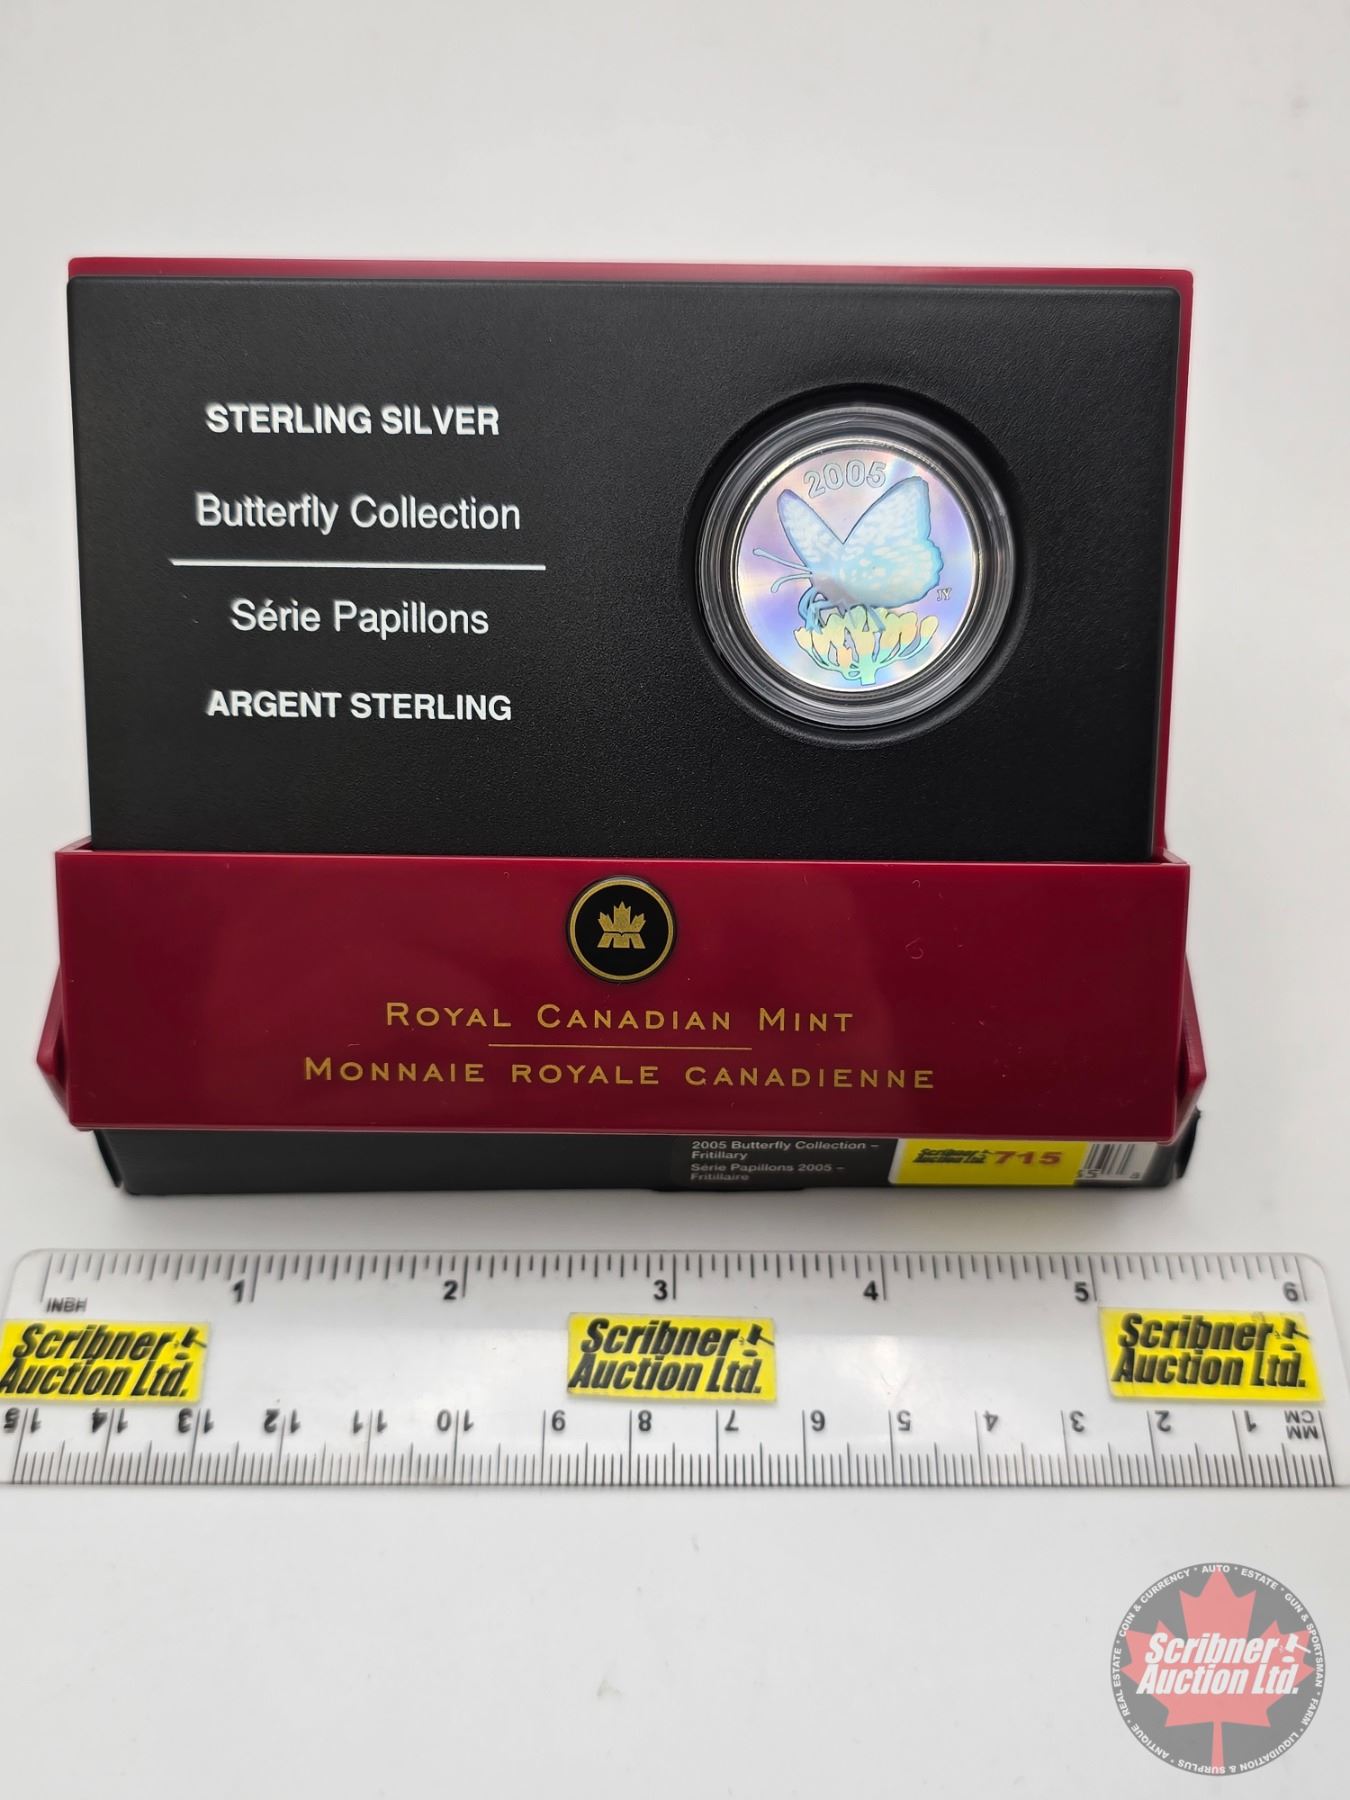 STERLING SILVER
Butterfly Collection
Série Papillons
ARGENT STERLING
2005
JY
ROYAL CANADIAN MINT
MONNAIE ROYALE CANADIENNE
2005 Butterfly Collection –
Fritillary
Série Papillons 2005 –
Fritillaire
Scribner
Auction Ltd.
715
1 2 3 4 5 6
INBH
Scribner
Auction Ltd.
Scribner
Auction Ltd.
Scribner
Auction Ltd.
15 14 13 12 11 10 9 8 7 6 5 4 3 2 1
MM
CM
COIN & CURRENCY • AUTO • ESTATE • GUN & SPORTSMAN • FARM • LIQUIDATION & SURPLUS • ANTIQUE • REAL ESTATE •
Scribner
Auction Ltd.